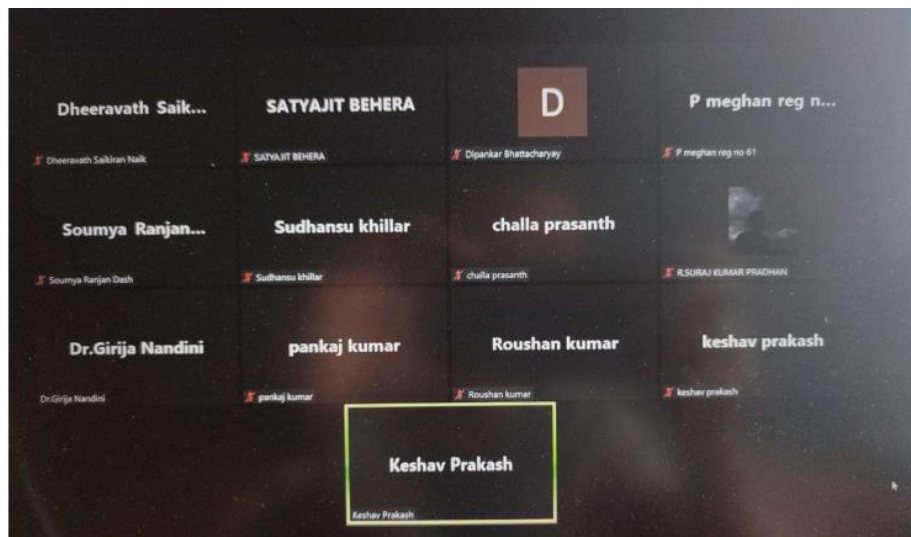 Dheeravath Saik...
SATYAJIT BEHERA
D
P meghan reg n...
Dheeravath Saikiran Naik
SATYAJIT BEHERA
Dipankar Bhattacharyay
P meghan reg no 61
Soumya Ranjan...
Sudhansu khillar
challa prasanth
Soumya Ranjan Dash
Sudhansu khillar
challa prasanth
R.SURAJ KUMAR PRADHAN
Dr.Girija Nandini
pankaj kumar
Roushan kumar
keshav prakash
Dr.Girija Nandini
pankaj kumar
Roushan kumar
keshav prakash
Keshav Prakash
Keshav Prakash